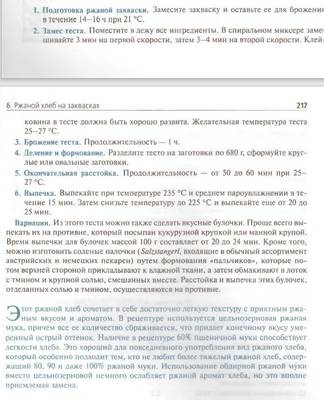 1. Подготовка ржаной закваски. Замесите закваску и оставьте ее для брожения
в течение 14–16 ч при 21 °С.
2. Замес теста. Поместите в дежу все ингредиенты. В спиральном миксере заме-
шивайте 3 мин на первой скорости, затем 3–4 мин на второй скорости. Клей-
6. Ржаной хлеб на заквасках 217
ковина в тесте должна быть хорошо развита. Желательная температура теста
25–27 °С.
3. Брожение теста. Продолжительность — 1 ч.
4. Деление и формование. Разделите тесто на заготовки по 680 г, сформуйте круг-
лые или овальные заготовки.
5. Окончательная расстойка. Продолжительность — от 50 до 60 мин при 25–
27 °С.
6. Выпечка. Выпекайте при температуре 235 °С и среднем пароувлажнении в те-
чение 15 мин. Затем снизьте температуру до 225 °С и выпекайте еще от 20 до
25 мин.
Вариации. Из этого теста можно также сделать вкусные булочки. Проще всего вы-
пекать их на противне, который посыпан кукурузной крупкой или манной крупой.
Время выпечки для булочек массой 100 г составляет от 20 до 24 мин. Кроме того,
можно изготовить соленые палочки (Salzstangerl, входящие в обычный ассортимент
австрийских и немецких пекарен) путем формования «пальчиков», которые по-
том верхней стороной прикладывают к влажной ткани, а затем обмакивают в лоток
с тмином и крупной солью, смешанных вместе. Расстойка и выпечка этих булочек,
отделанных солью и тмином, осуществляются на противне.
Этот ржаной хлеб сочетает в себе достаточно легкую текстуру с приятным ржа-
ным вкусом и ароматом. В рецептуре используется цельнозерновая ржаная
мука, причем все ее количество сбраживается, что придает конечному вкусу уме-
ренный острый оттенок. Наличие в рецептуре 60% пшеничной муки способствует
легкости хлеба. Это хороший для повседневного употребления вид ржаного хлеба,
который особенно подходит тем, кто не любит более тяжелый ржаной хлеб, содер-
жащий 80, 90 и даже 100% ржаной муки. Использование обдирной ржаной муки
вместо цельнозерновой немного ослабляет ржаной аромат хлеба, но это вполне
приемлемая замена.